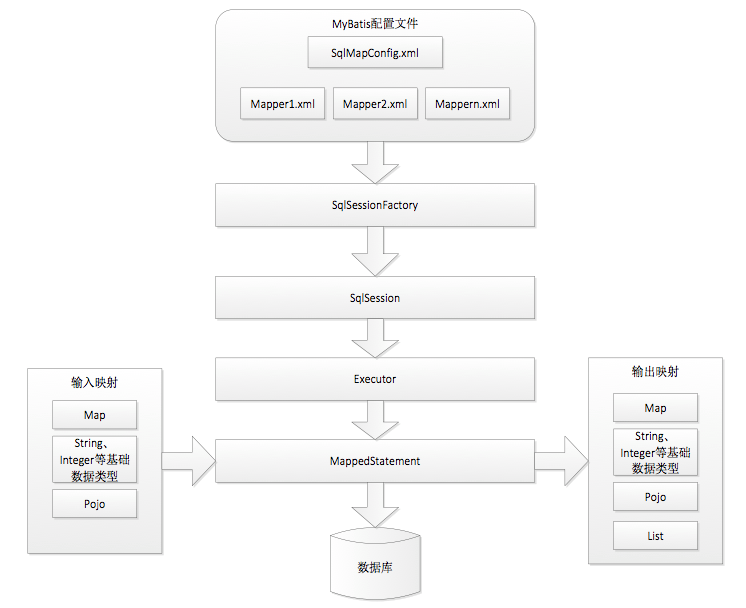 MyBatis配置文件
SqlMapConfig.xml
Mapper1.xml
Mapper2.xml
Mappern.xml
SqlSessionFactory
SqlSession
Executor
输入映射
Map
String、
Integer等基础
数据类型
Pojo
MappedStatement
输出映射
Map
String、
Integer等基础
数据类型
Pojo
List
数据库